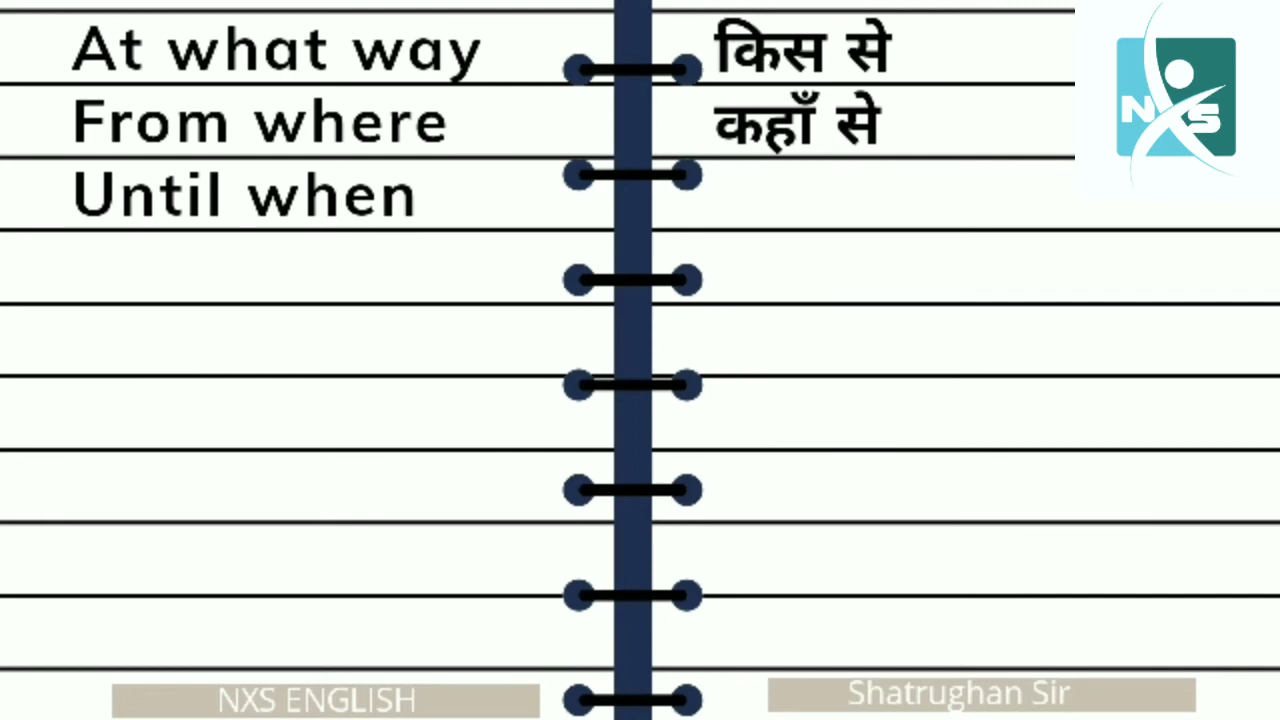 At what way किस से
From where कहाँ से
Until when
NXS
NXS ENGLISH
Shatrughan Sir